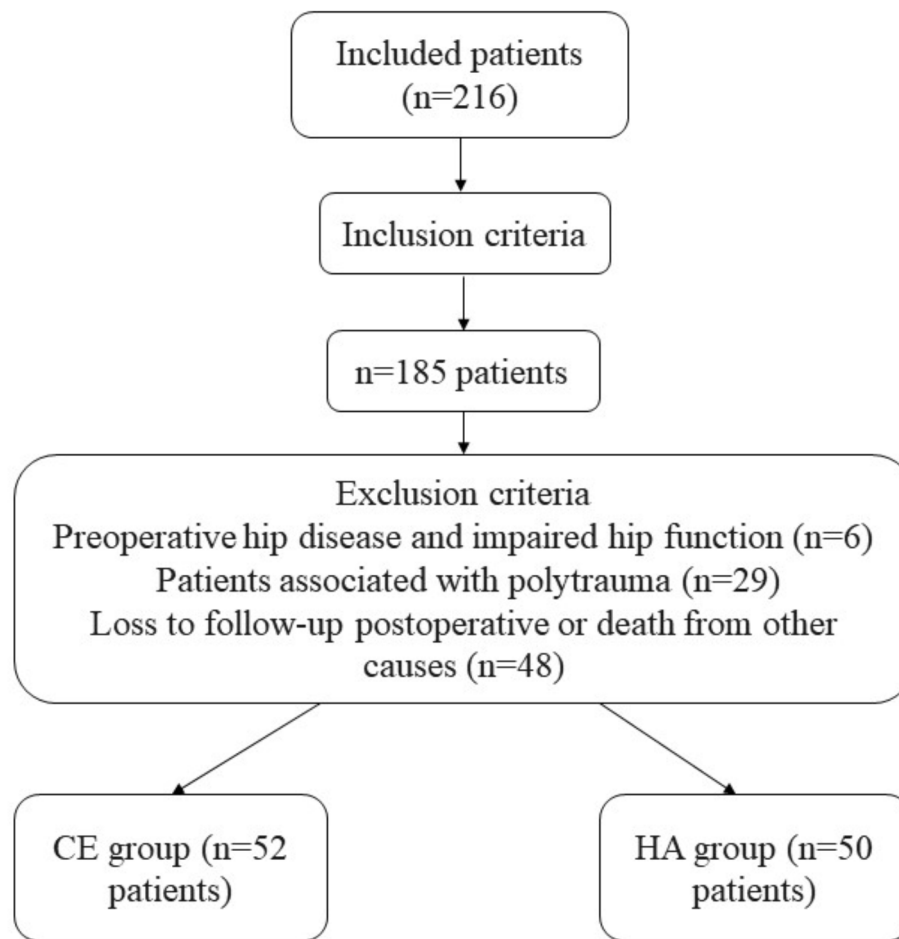 Included patients
(n=216)
Inclusion criteria
n=185 patients
Exclusion criteria
Preoperative hip disease and impaired hip function (n=6)
Patients associated with polytrauma (n=29)
Loss to follow-up postoperative or death from other
causes (n=48)
CE group (n=52
patients)
HA group (n=50
patients)